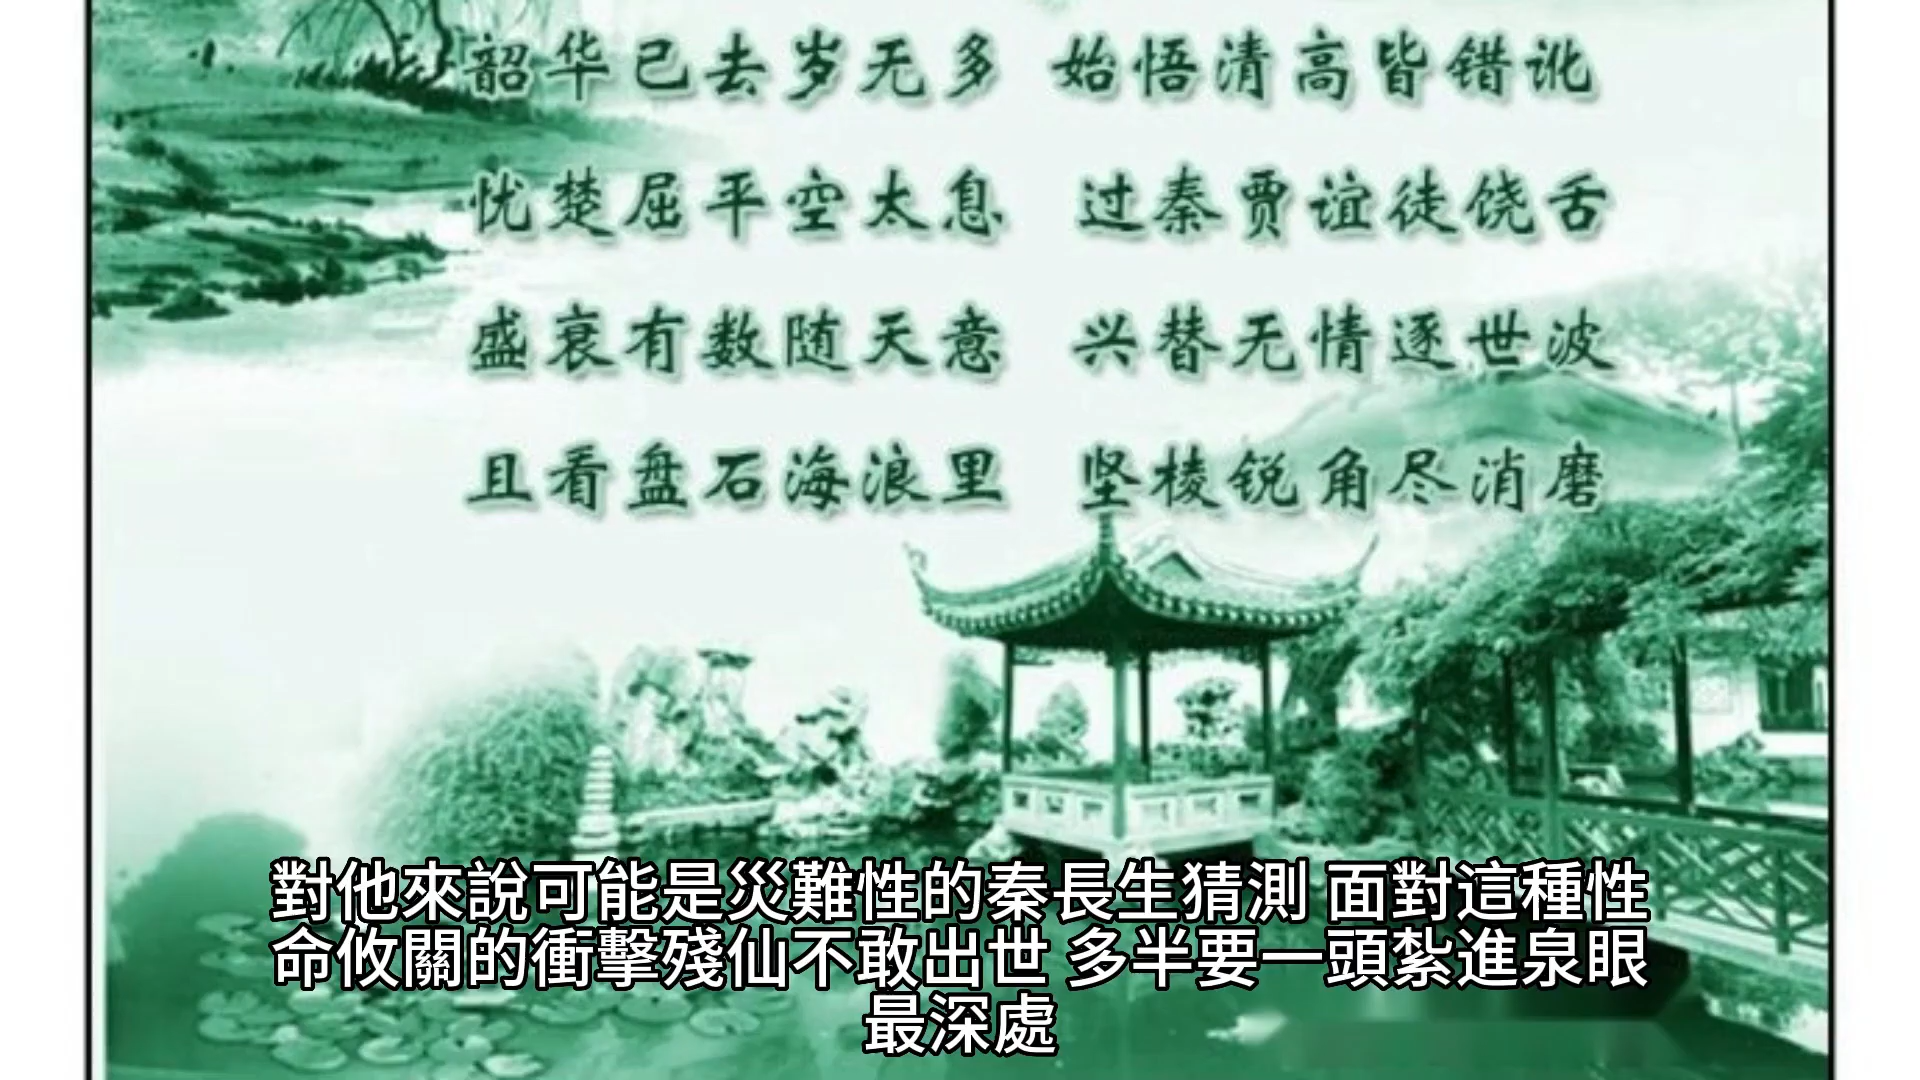 韶华已去岁无多 始悟清高皆错讹
忧楚屈平空太息 过秦贾谊徒饶舌
盛衰有数随天意 兴替无情逐世波
且看盘石海浪里 坚棱锐角尽消磨
對他來說可能是災難性的秦長生猜測 面對這種性
命攸關的衝擊殘仙不敢出世 多半要一頭紮進泉眼
最深處